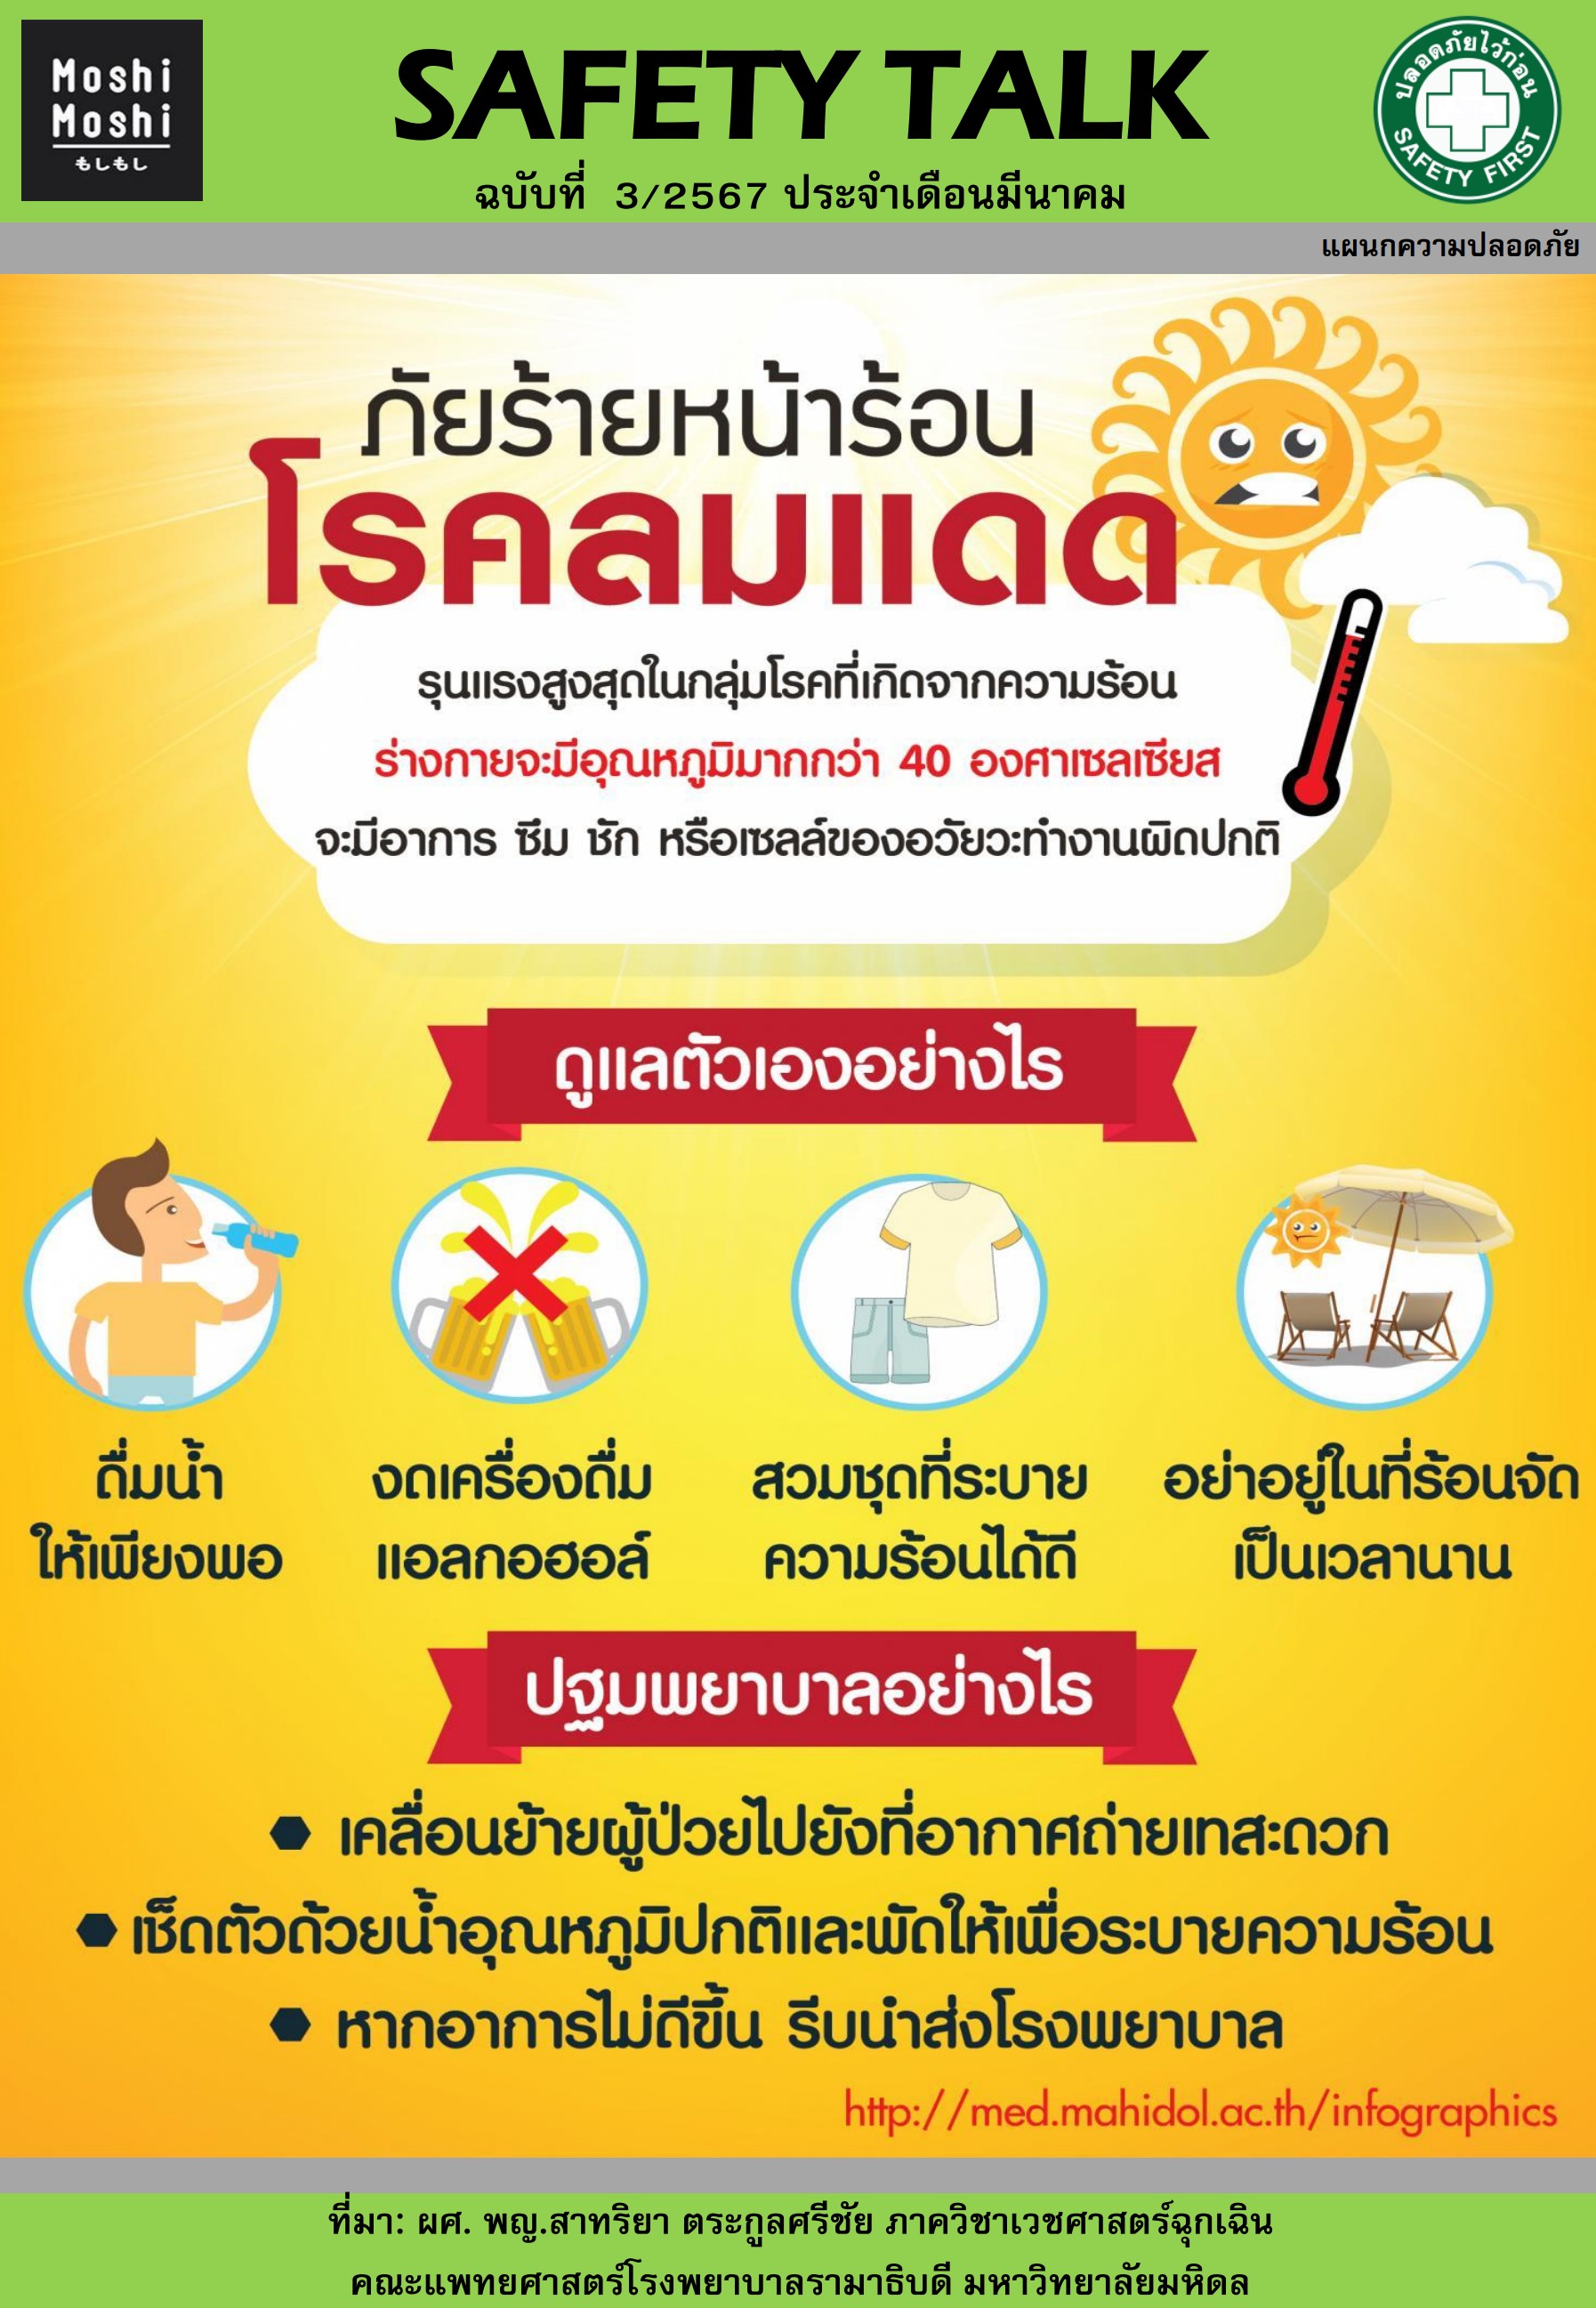 Moshi
Moshi
もしもし
SAFETY TALK
ฉบับที่ 3/2567 ประจำเดือนมีนาคม
ปลอดภัยไว้ก่อน
SAFETY FIRST
แผนกความปลอดภัย
ภัยร้ายหน้าร้อน
โรคลมแดด
รุนแรงสูงสุดในกลุ่มโรคที่เกิดจากความร้อน
ร่างกายจะมีอุณหภูมิมากกว่า 40 องศาเซลเซียส
จะมีอาการ ซึม ชัก หรือเซลล์ของอวัยวะทำงานผิดปกติ
ดูแลตัวเองอย่างไร
ดื่มน้ำ
ให้เพียงพอ
งดเครื่องดื่ม
แอลกอฮอล์
สวมชุดที่ระบาย
ความร้อนได้ดี
อย่าอยู่ในที่ร้อนจัด
เป็นเวลานาน
ปฐมพยาบาลอย่างไร
เคลื่อนย้ายผู้ป่วยไปยังที่อากาศถ่ายเทสะดวก
เช็ดตัวด้วยน้ำอุณหภูมิปกติและพัดให้เพื่อระบายความร้อน
หากอาการไม่ดีขึ้น รีบนำส่งโรงพยาบาล
http://med.mahidol.ac.th/infographics
ที่มา: ผศ. พญ.สาทริยา ตระกูลศรีชัย ภาควิชาเวชศาสตร์ฉุกเฉิน
คณะแพทยศาสตร์โรงพยาบาลรามาธิบดี มหาวิทยาลัยมหิดล